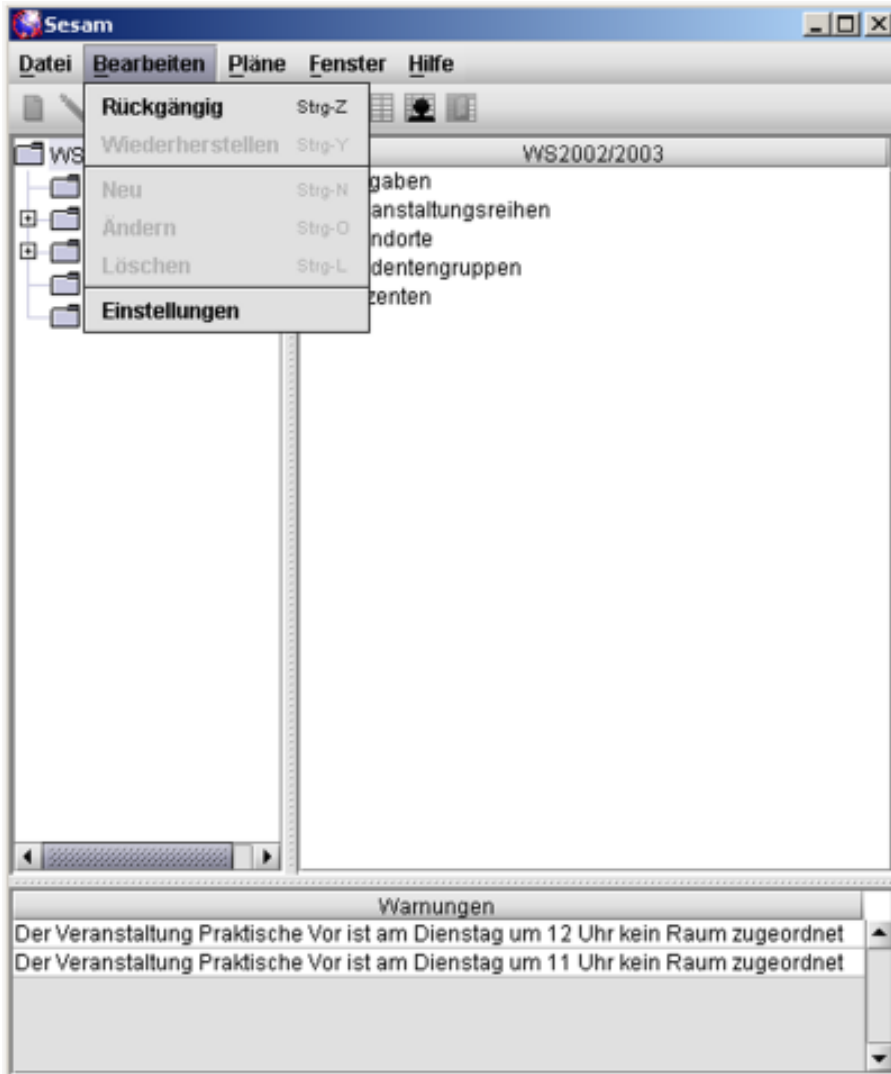 Sesam
Datei Bearbeiten Pläne Fenster Hilfe
Rückgängig Strg-Z
Wiederherstellen Strg-Y
Neu Strg-N
Ändern Strg-O
Löschen Strg-L
Einstellungen
WS
WS2002/2003
gaben
anstaltungsreihen
ndorte
dentengruppen
zenten
Warnungen
Der Veranstaltung Praktische Vor ist am Dienstag um 12 Uhr kein Raum zugeordnet
Der Veranstaltung Praktische Vor ist am Dienstag um 11 Uhr kein Raum zugeordnet